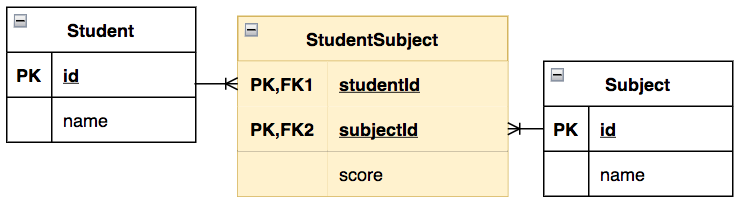 Student
PK id
name
StudentSubject
PK,FK1 studentId
PK,FK2 subjectId
score
Subject
PK id
name